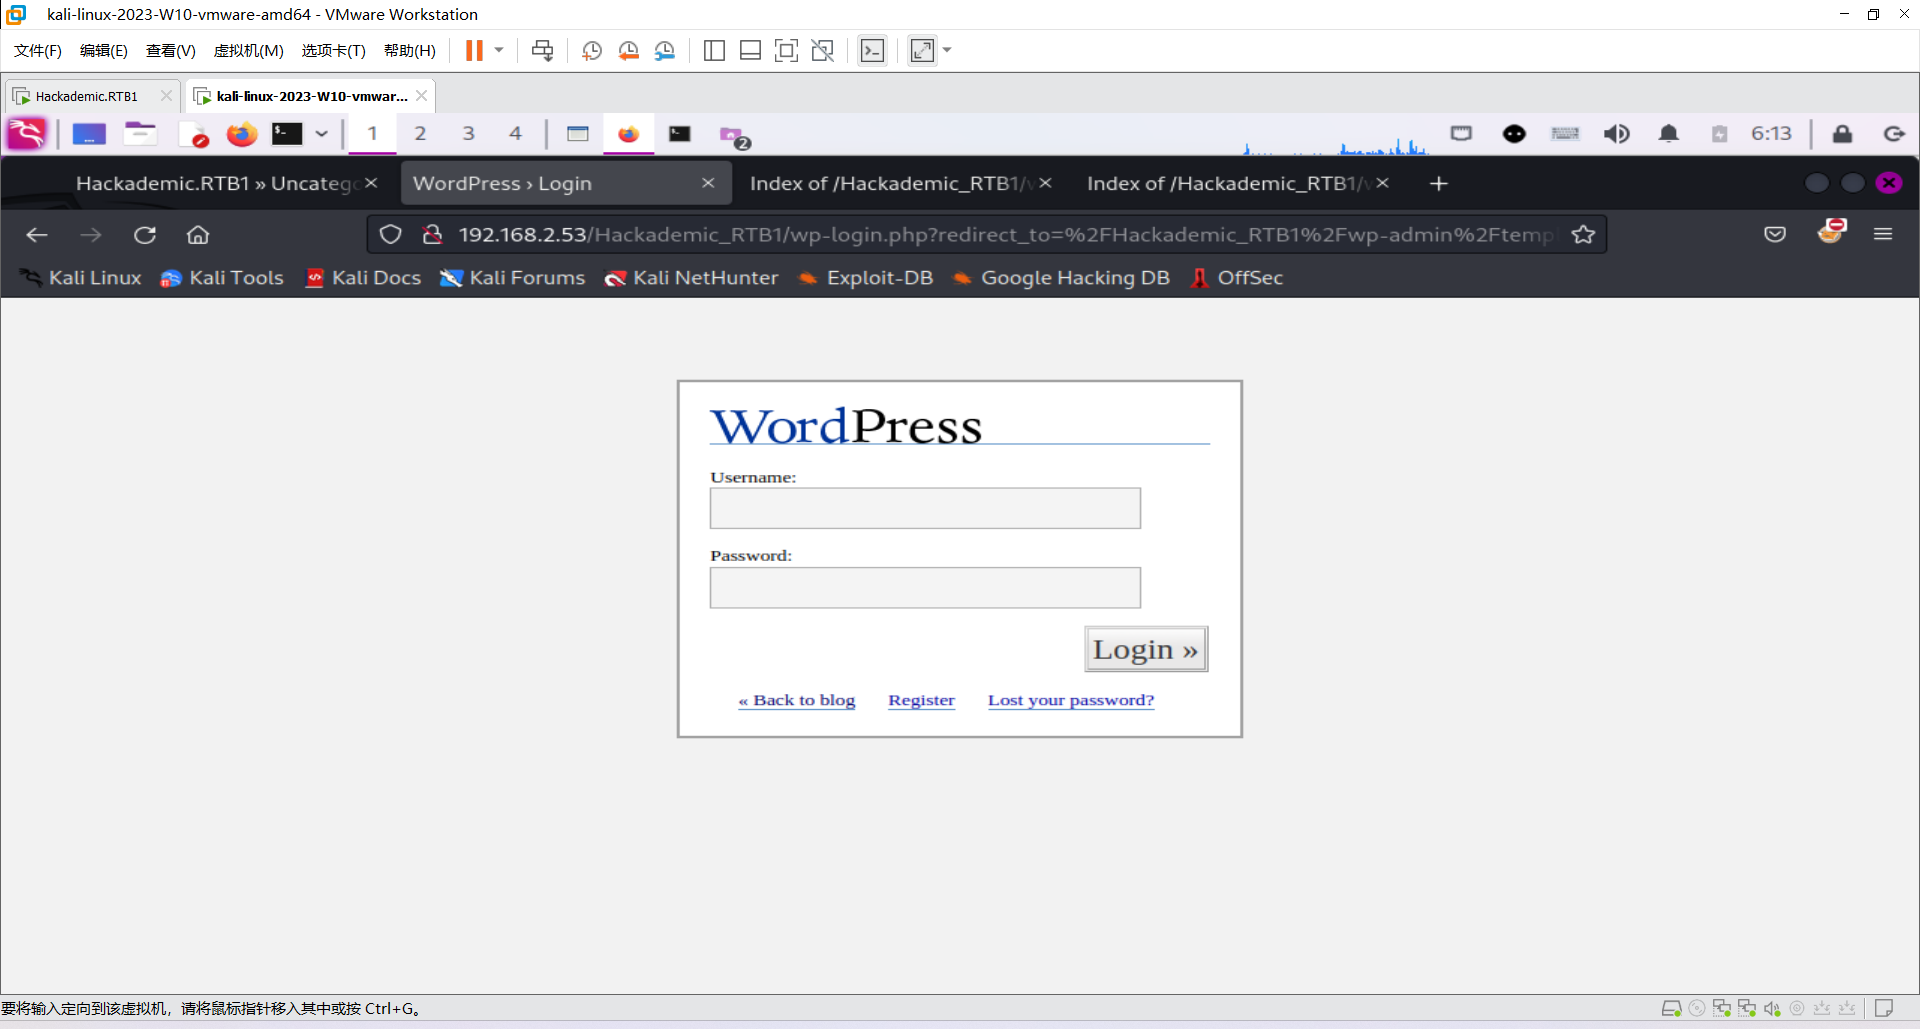 kali-linux-2023-W10-vmware-amd64 - VMware Workstation
文件(F) 编辑(E) 查看(V) 虚拟机(M) 选项卡(T) 帮助(H)
Hackademic.RTB1 kali-linux-2023-W10-vmwar...
1 2 3 4 2 6:13
Hackademic.RTB1 » Uncatego WordPress › Login Index of /Hackademic_RTB1/ Index of /Hackademic_RTB1/
192.168.2.53/Hackademic_RTB1/wp-login.php?redirect_to=%2FHackademic_RTB1%2Fwp-admin%2Ftemp
Kali Linux Kali Tools Kali Docs Kali Forums Kali NetHunter Exploit-DB Google Hacking DB OffSec
WordPress
Username:
Password:
Login »
« Back to blog Register Lost your password?
要将输入定向到该虚拟机，请将鼠标指针移入其中或按 Ctrl+G。